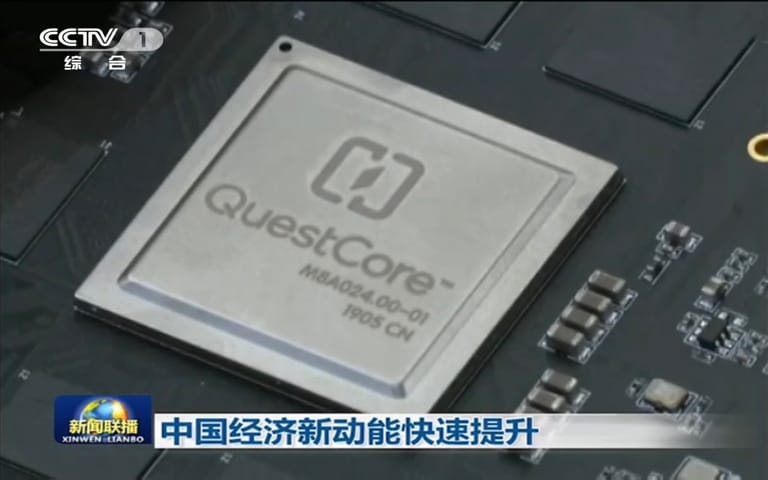 CCTV 1
综合
QuestCore™
M8A024.00-01
1905 CN
新闻联播
XINWEN LIANBO
中国经济新动能快速提升